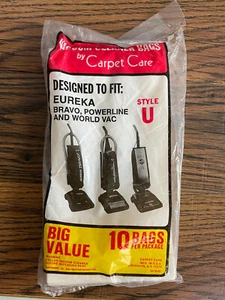 CLEANER BAGS
by Carpet Care
DESIGNED TO FIT:
EUREKA
BRAVO, POWERLINE
AND WORLD VAC
STYLE
U
BIG
VALUE
10 BAGS
PER PACKAGE